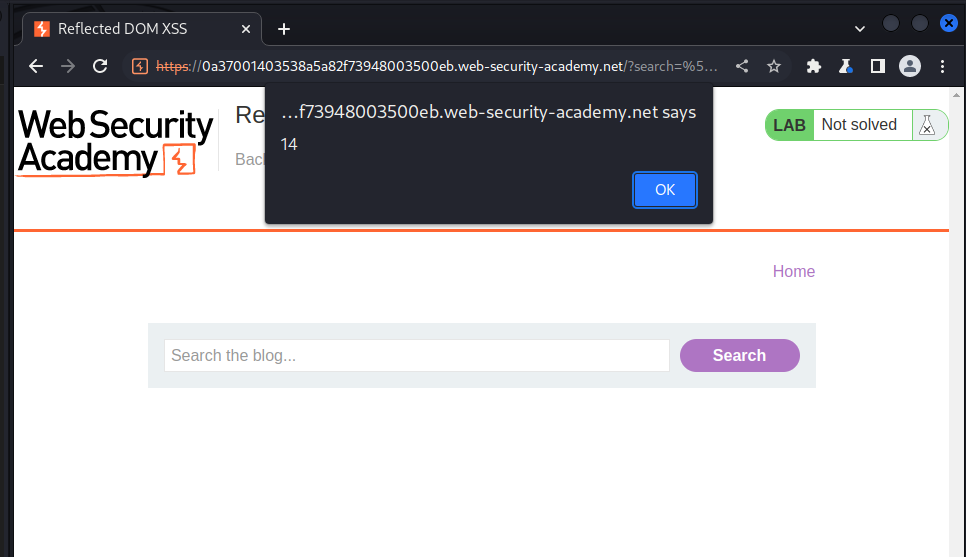 Reflected DOM XSS
https://0a37001403538a5a82f73948003500eb.web-security-academy.net/?search=%5...
...f73948003500eb.web-security-academy.net says
14
OK
Web Security
Academy
Re
Bac
LAB Not solved
Home
Search the blog...
Search